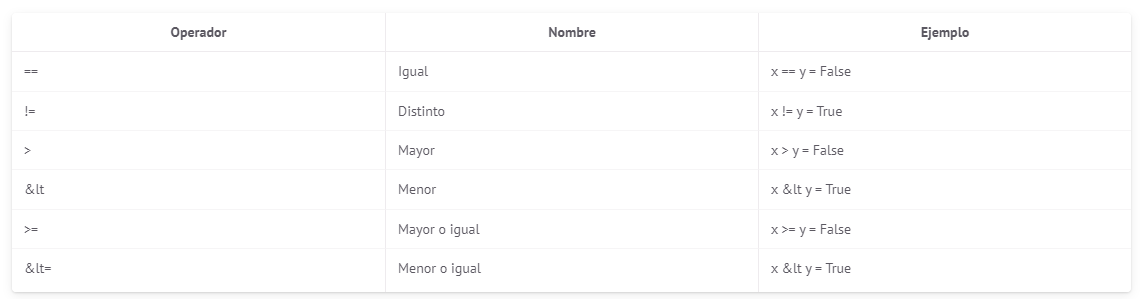 Operador Nombre Ejemplo
== Igual x == y = False
!= Distinto x != y = True
> Mayor x > y = False
&lt Menor x &lt y = True
>= Mayor o igual x >= y = False
&lt= Menor o igual x &lt y = True